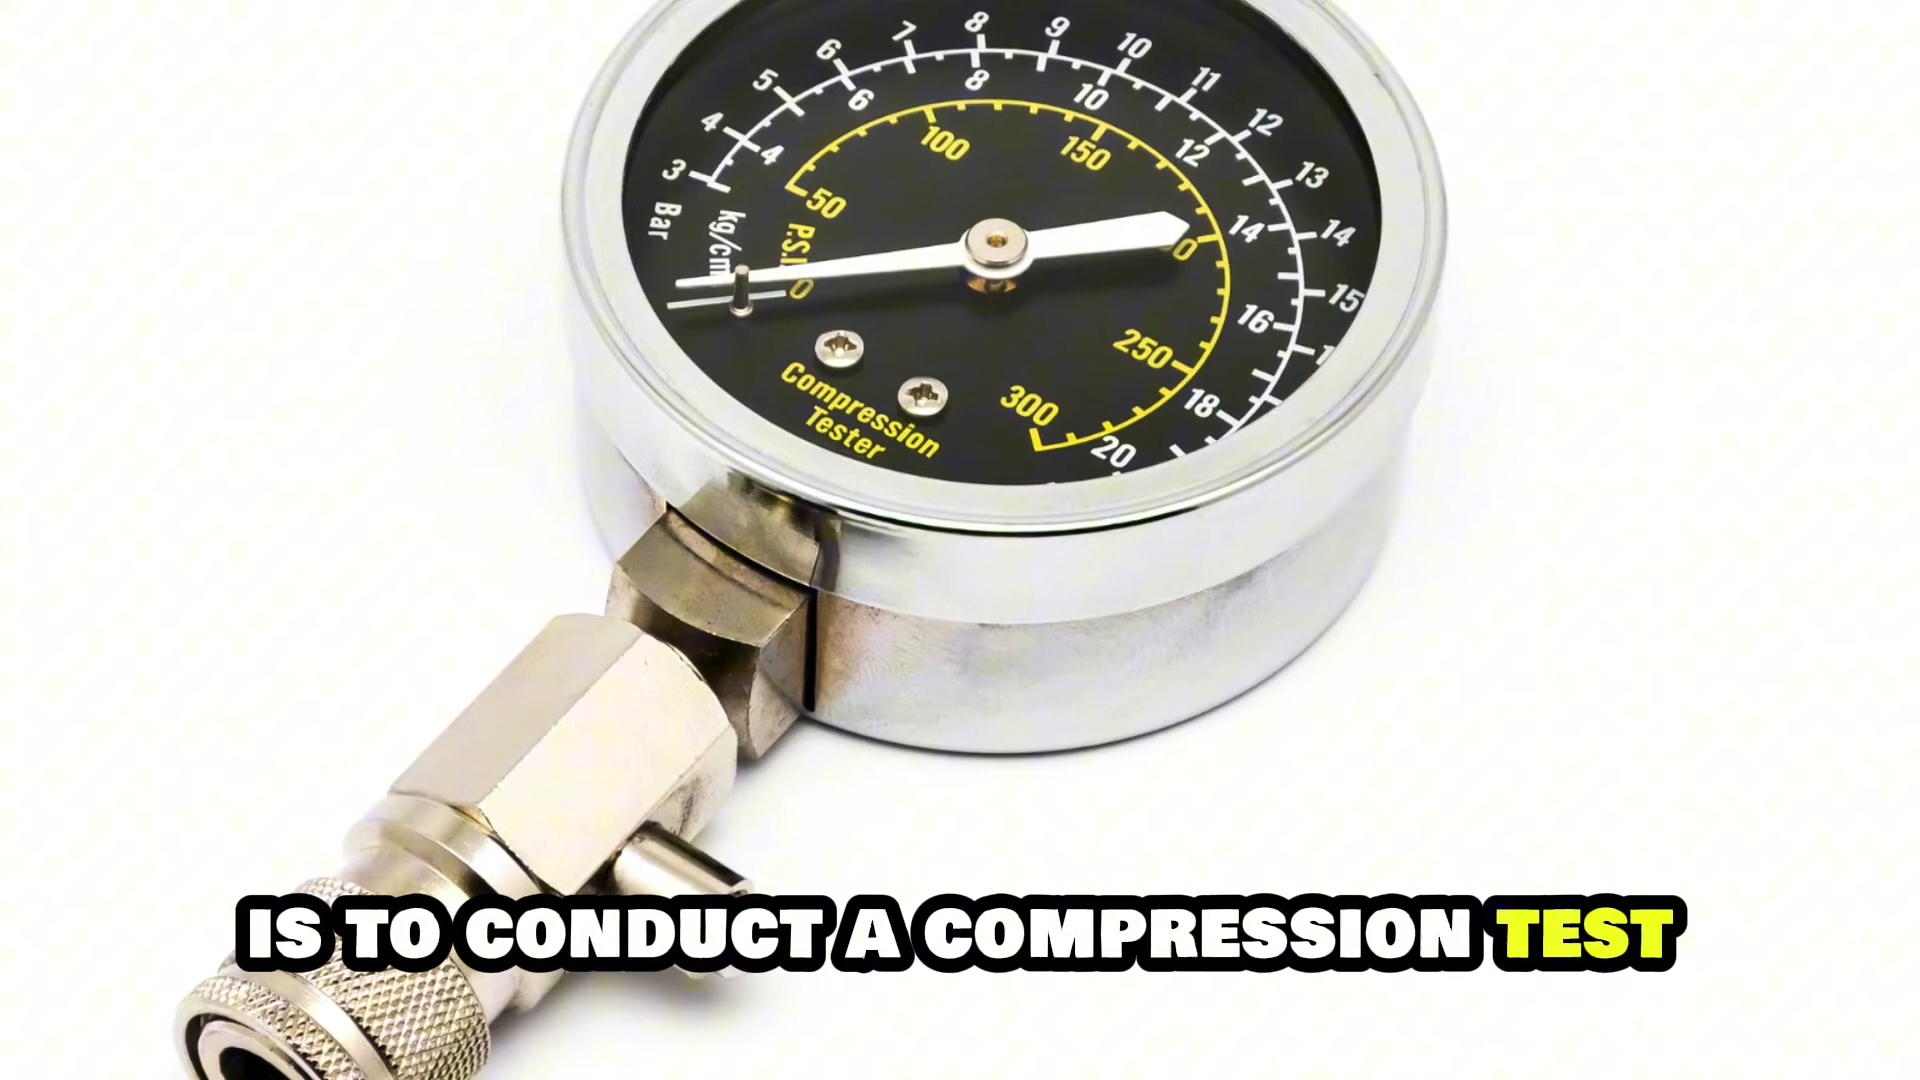 3 4 5 6 7 8 9 10 11 12 13 14 15
4 6 8 10 12 14 16 18 20
50 100 150 250 300
Bar
kg/cm
P.S.I.
0
Compression
Tester
IS TO CONDUCT A COMPRESSION TEST